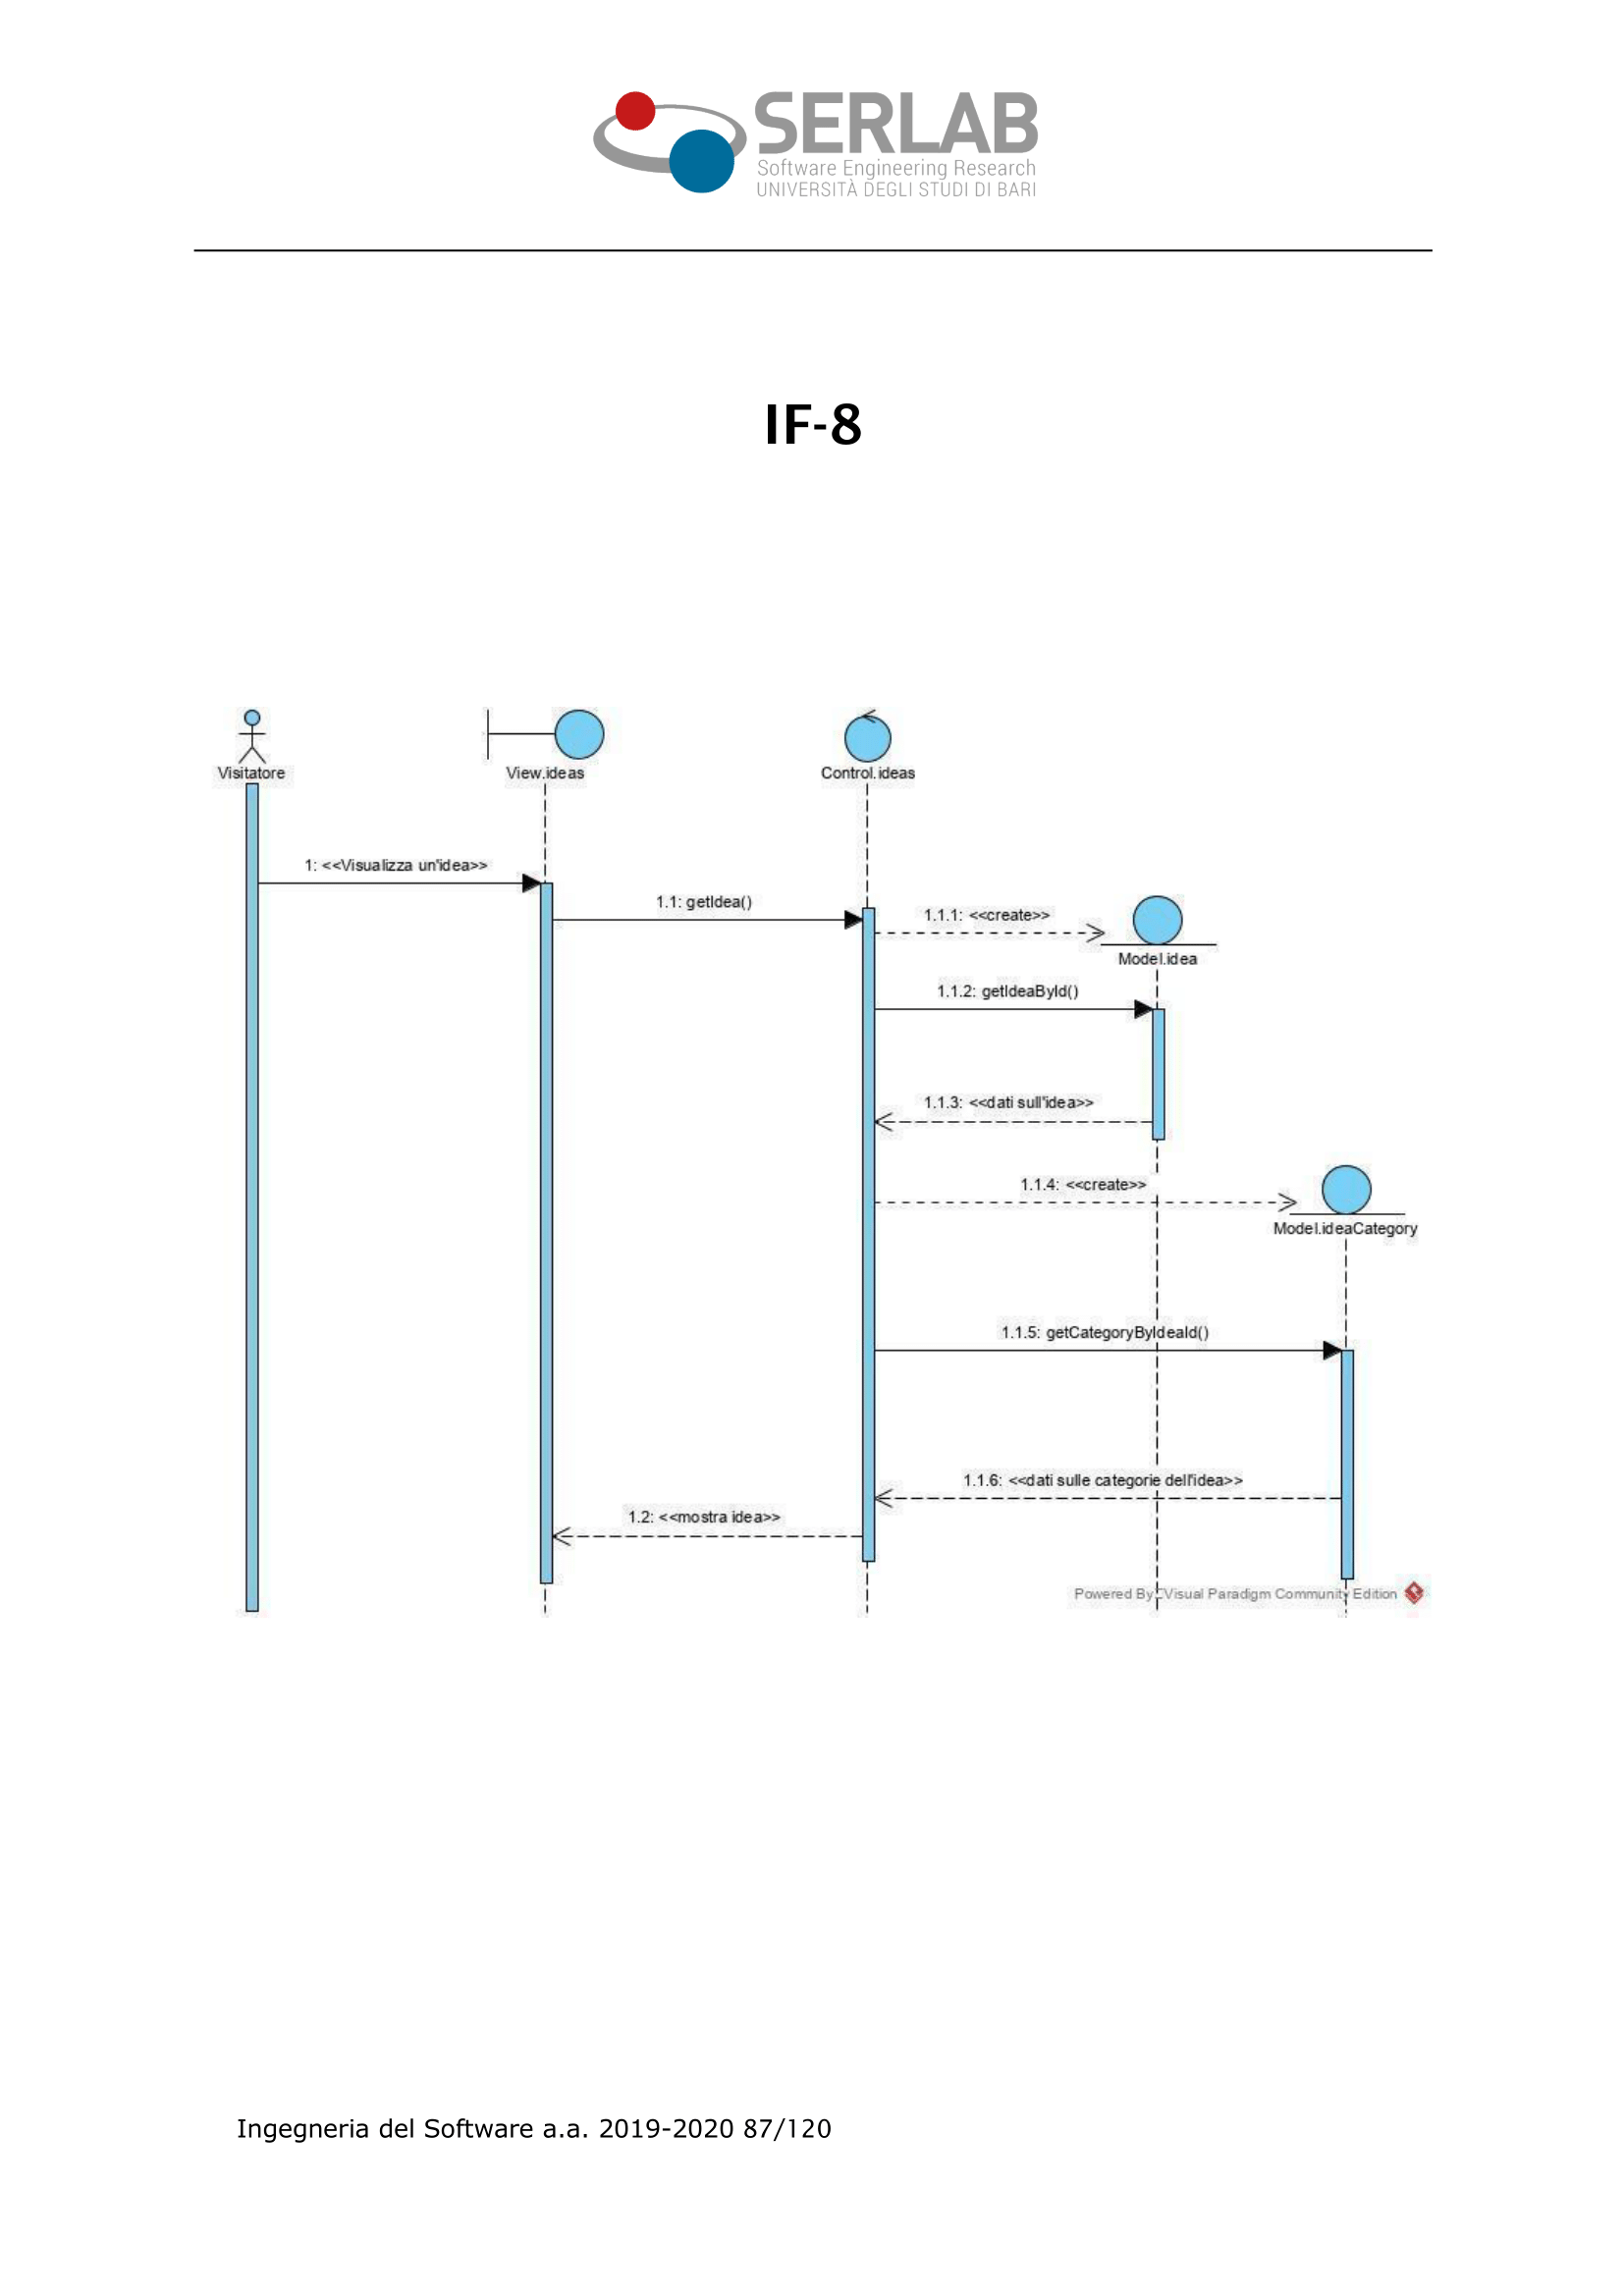 SERLAB
Software Engineering Research
UNIVERSITÀ DEGLI STUDI DI BARI
IF-8
Visitatore
View.ideas
Control.ideas
1: <<Visualizza un'idea>>
1.1: getIdea()
1.1.1: <<create>>
Model.idea
1.1.2: getIdeaById()
1.1.3: <<dati sull'idea>>
1.1.4: <<create>>
Model.ideaCategory
1.1.5: getCategoryByIdeaId()
1.1.6: <<dati sulle categorie dell'idea>>
1.2: <<mostra idea>>
Powered By Visual Paradigm Community Edition
Ingegneria del Software a.a. 2019-2020 87/120